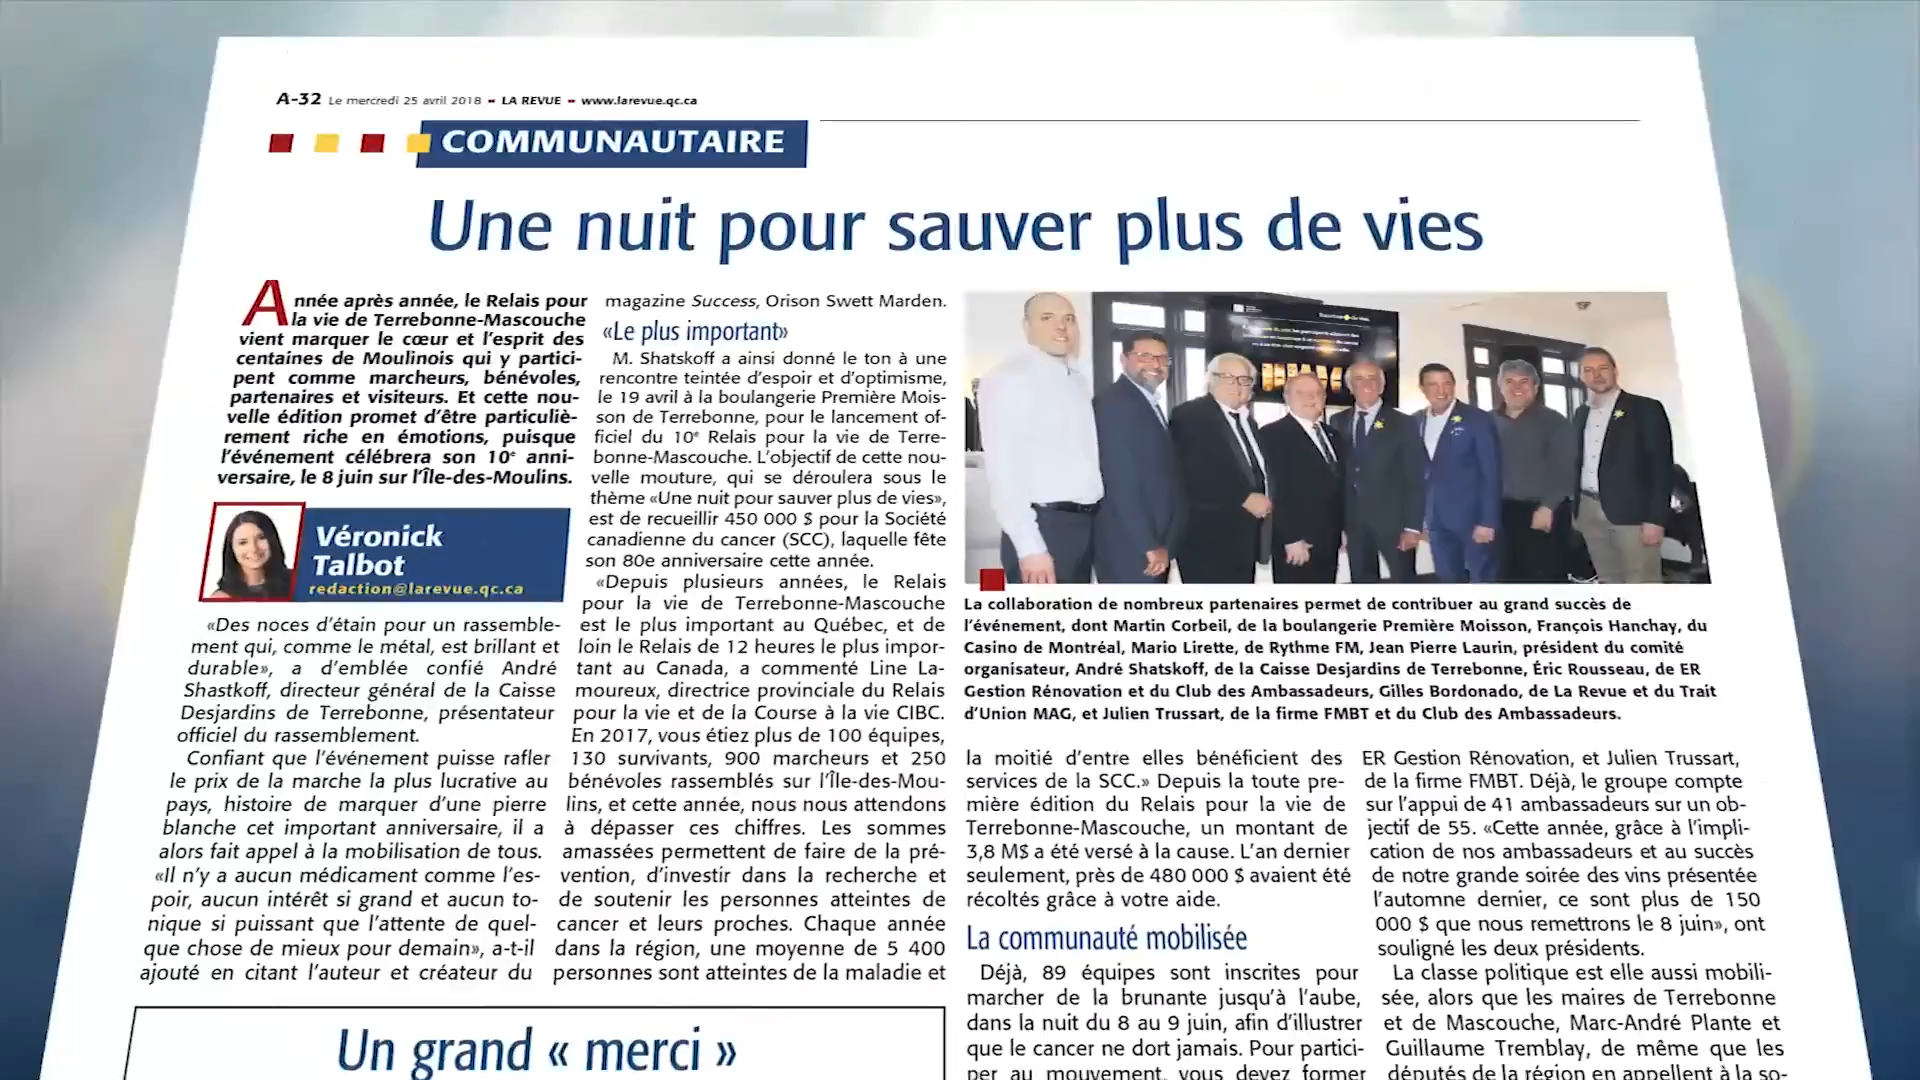 A-32 Le mercredi 25 avril 2018 -- LA REVUE -- www.larevue.qc.ca
COMMUNAUTAIRE
Une nuit pour sauver plus de vies
Année après année, le Relais pour
la vie de Terrebonne-Mascouche
vient marquer le cœur et l'esprit des
centaines de Moulinois qui y partici-
pent comme marcheurs, bénévoles,
partenaires et visiteurs. Et cette nou-
velle édition promet d'être particuliè-
rement riche en émotions, puisque
l'événement célébrera son 10e anni-
versaire, le 8 juin sur l'Île-des-Moulins.
Véronick
Talbot
redaction@larevue.qc.ca
«Des noces d'étain pour un rassemble-
ment qui, comme le métal, est brillant et
durable», a d'emblée confié André
Shastkoff, directeur général de la Caisse
Desjardins de Terrebonne, présentateur
officiel du rassemblement.
Confiant que l'événement puisse rafler
le prix de la marche la plus lucrative au
pays, histoire de marquer d'une pierre
blanche cet important anniversaire, il a
alors fait appel à la mobilisation de tous.
«Il n'y a aucun médicament comme l'es-
poir, aucun intérêt si grand et aucun to-
nique si puissant que l'attente de quel-
que chose de mieux pour demain», a-t-il
ajouté en citant l'auteur et créateur du
magazine Success, Orison Swett Marden.
«Le plus important»
M. Shatskoff a ainsi donné le ton à une
rencontre teintée d'espoir et d'optimisme,
le 19 avril à la boulangerie Première Mois-
son de Terrebonne, pour le lancement of-
ficiel du 10e Relais pour la vie de Terre-
bonne-Mascouche. L'objectif de cette nou-
velle mouture, qui se déroulera sous le
thème «Une nuit pour sauver plus de vies»,
est de recueillir 450 000 $ pour la Société
canadienne du cancer (SCC), laquelle fête
son 80e anniversaire cette année.
«Depuis plusieurs années, le Relais
pour la vie de Terrebonne-Mascouche
est le plus important au Québec, et de
loin le Relais de 12 heures le plus impor-
tant au Canada, a commenté Line La-
moureux, directrice provinciale du Relais
pour la vie et de la Course à la vie CIBC.
En 2017, vous étiez plus de 100 équipes,
130 survivants, 900 marcheurs et 250
bénévoles rassemblés sur l'Île-des-Mou-
lins, et cette année, nous nous attendons
à dépasser ces chiffres. Les sommes
amassées permettent de faire de la pré-
vention, d'investir dans la recherche et
de soutenir les personnes atteintes de
cancer et leurs proches. Chaque année
dans la région, une moyenne de 5 400
personnes sont atteintes de la maladie et
La collaboration de nombreux partenaires permet de contribuer au grand succès de
l'événement, dont Martin Corbeil, de la boulangerie Première Moisson, François Hanchay, du
Casino de Montréal, Mario Lirette, de Rythme FM, Jean Pierre Laurin, président du comité
organisateur, André Shatskoff, de la Caisse Desjardins de Terrebonne, Éric Rousseau, de ER
Gestion Rénovation et du Club des Ambassadeurs, Gilles Bordonado, de La Revue et du Trait
d'Union MAG, et Julien Trussart, de la firme FMBT et du Club des Ambassadeurs.
la moitié d'entre elles bénéficient des
services de la SCC.» Depuis la toute pre-
mière édition du Relais pour la vie de
Terrebonne-Mascouche, un montant de
3,8 M$ a été versé à la cause. L'an dernier
seulement, près de 480 000 $ avaient été
récoltés grâce à votre aide.
La communauté mobilisée
Déjà, 89 équipes sont inscrites pour
marcher de la brunante jusqu'à l'aube,
dans la nuit du 8 au 9 juin, afin d'illustrer
que le cancer ne dort jamais. Pour partici-
per au mouvement, vous devez former
ER Gestion Rénovation, et Julien Trussart,
de la firme FMBT. Déjà, le groupe compte
sur l'appui de 41 ambassadeurs sur un ob-
jectif de 55. «Cette année, grâce à l'impli-
cation de nos ambassadeurs et au succès
de notre grande soirée des vins présentée
l'automne dernier, ce sont plus de 150
000 $ que nous remettrons le 8 juin», ont
souligné les deux présidents.
La classe politique est elle aussi mobili-
sée, alors que les maires de Terrebonne
et de Mascouche, Marc-André Plante et
Guillaume Tremblay, de même que les
députés de la région en appellent à la so-
Un grand « merci »